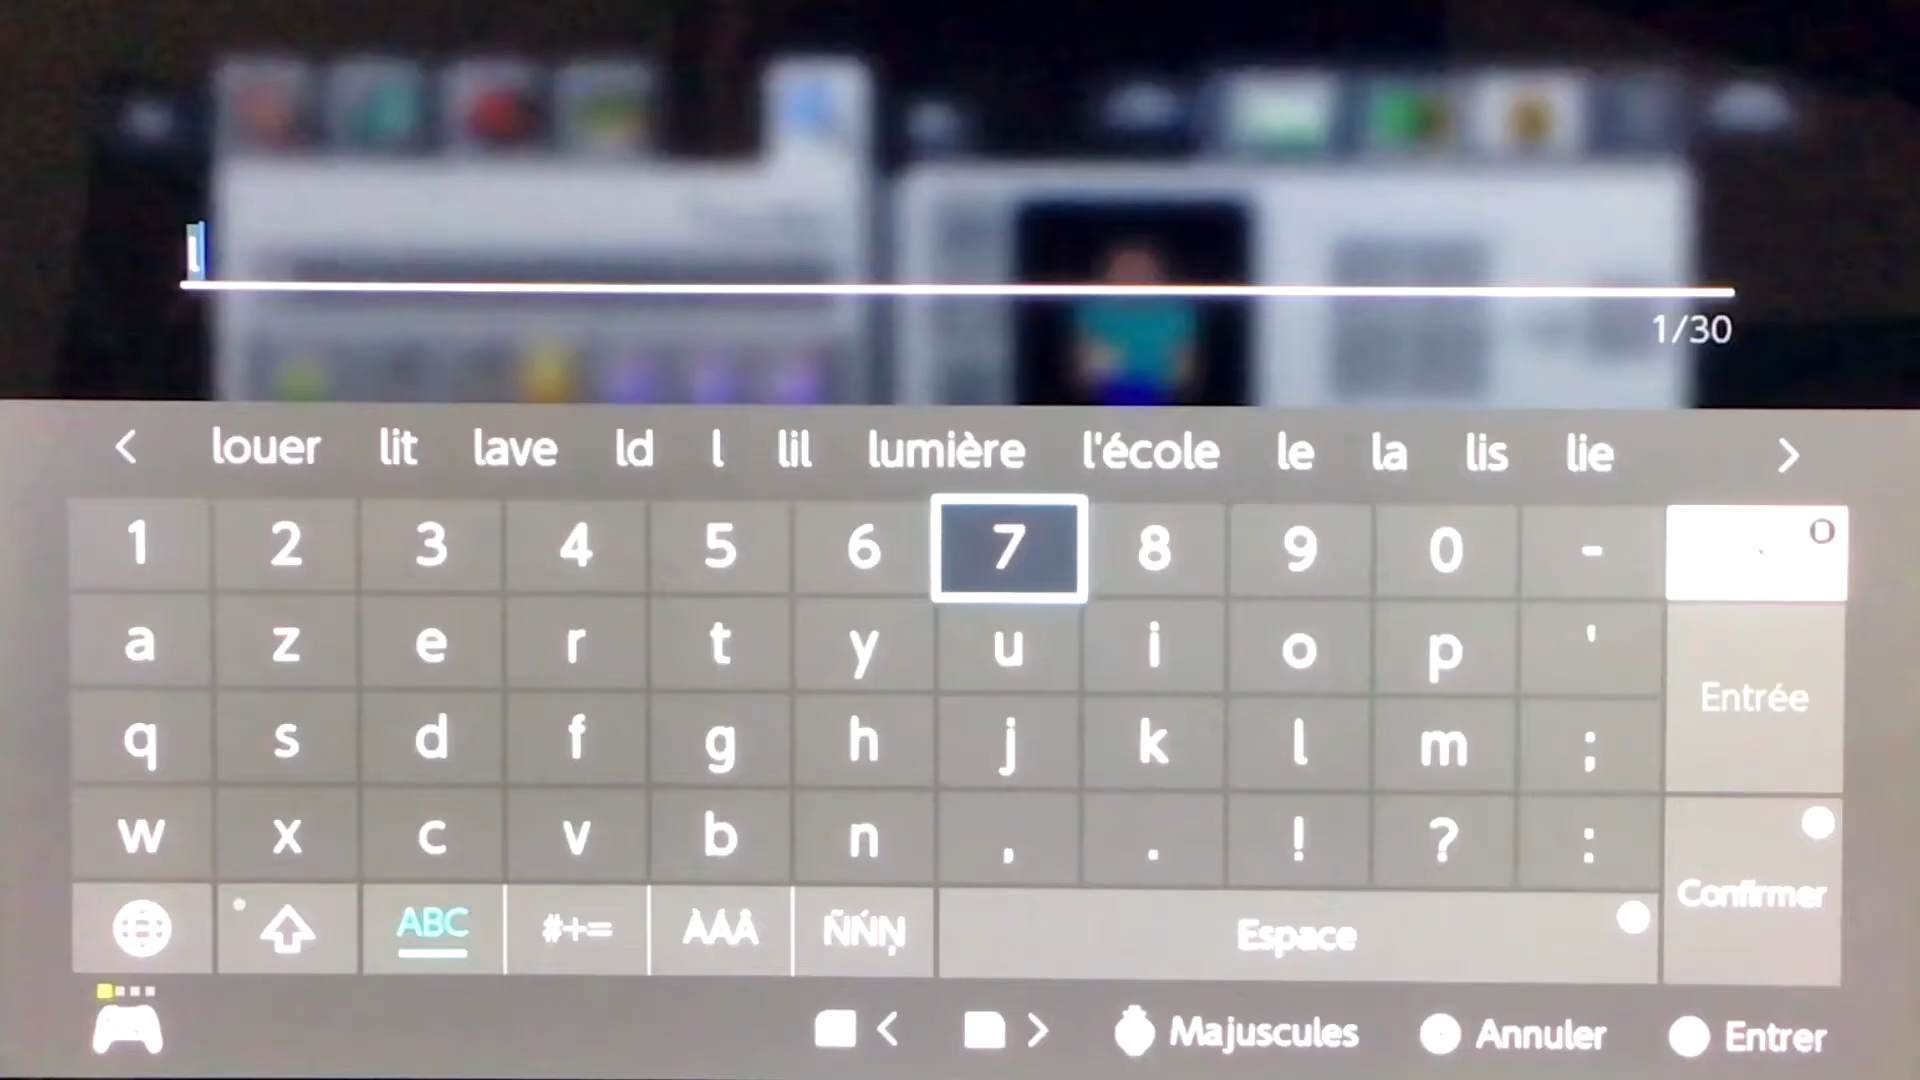 l
1/30
louer lit lave ld l lil lumière l'école le la lis lie
1 2 3 4 5 6 7 8 9 0 -
a z e r t y u i o p '
Entrée
q s d f g h j k l m ;
w x c v b n , . ! ? :
Confirmer
ABC #+= ÀÁÂ ÑŃŅ Espace
< > Majuscules Annuler Entrer